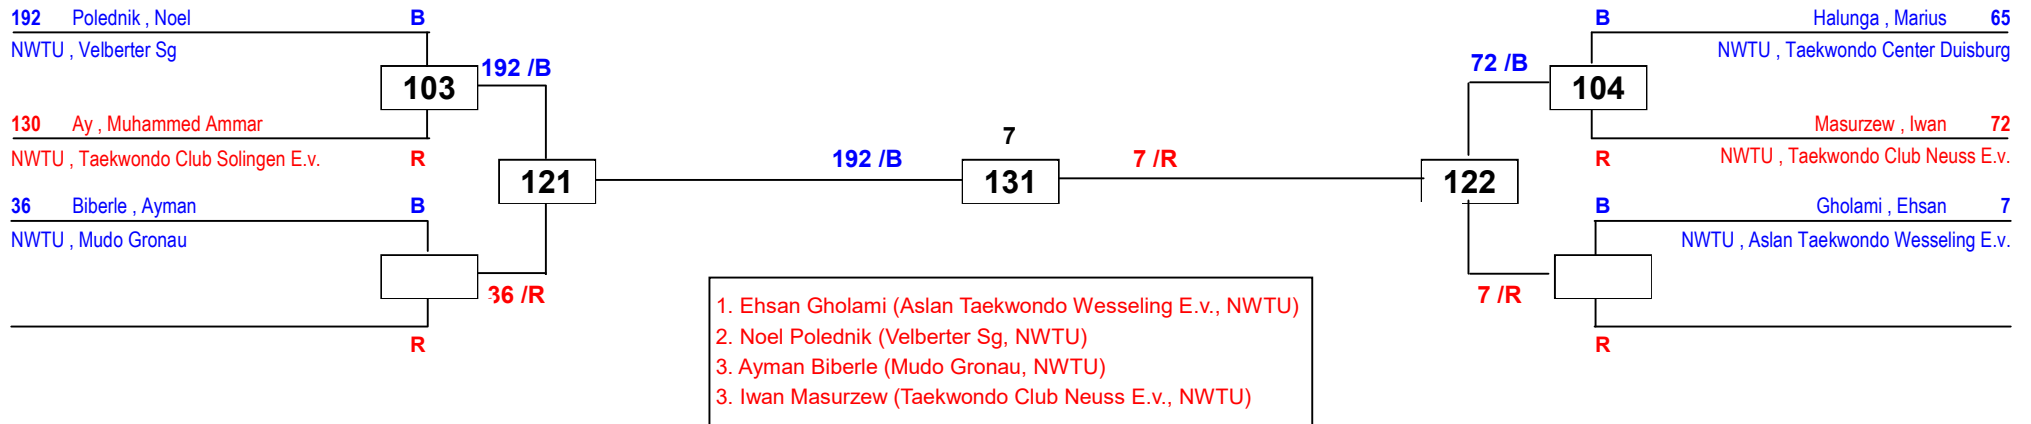 192 Polednik , Noel B
NWTU , Velberter Sg
103
192 /B
130 Ay , Muhammed Ammar
NWTU , Taekwondo Club Solingen E.v. R
121
36 Biberle , Ayman B
NWTU , Mudo Gronau
36 /R
R
192 /B
7
131
7 /R
B Halunga , Marius 65
NWTU , Taekwondo Center Duisburg
72 /B
104
Masurzew , Iwan 72
R NWTU , Taekwondo Club Neuss E.v.
122
B Gholami , Ehsan 7
NWTU , Aslan Taekwondo Wesseling E.v.
7 /R
R
1. Ehsan Gholami (Aslan Taekwondo Wesseling E.v., NWTU)
2. Noel Polednik (Velberter Sg, NWTU)
3. Ayman Biberle (Mudo Gronau, NWTU)
3. Iwan Masurzew (Taekwondo Club Neuss E.v., NWTU)